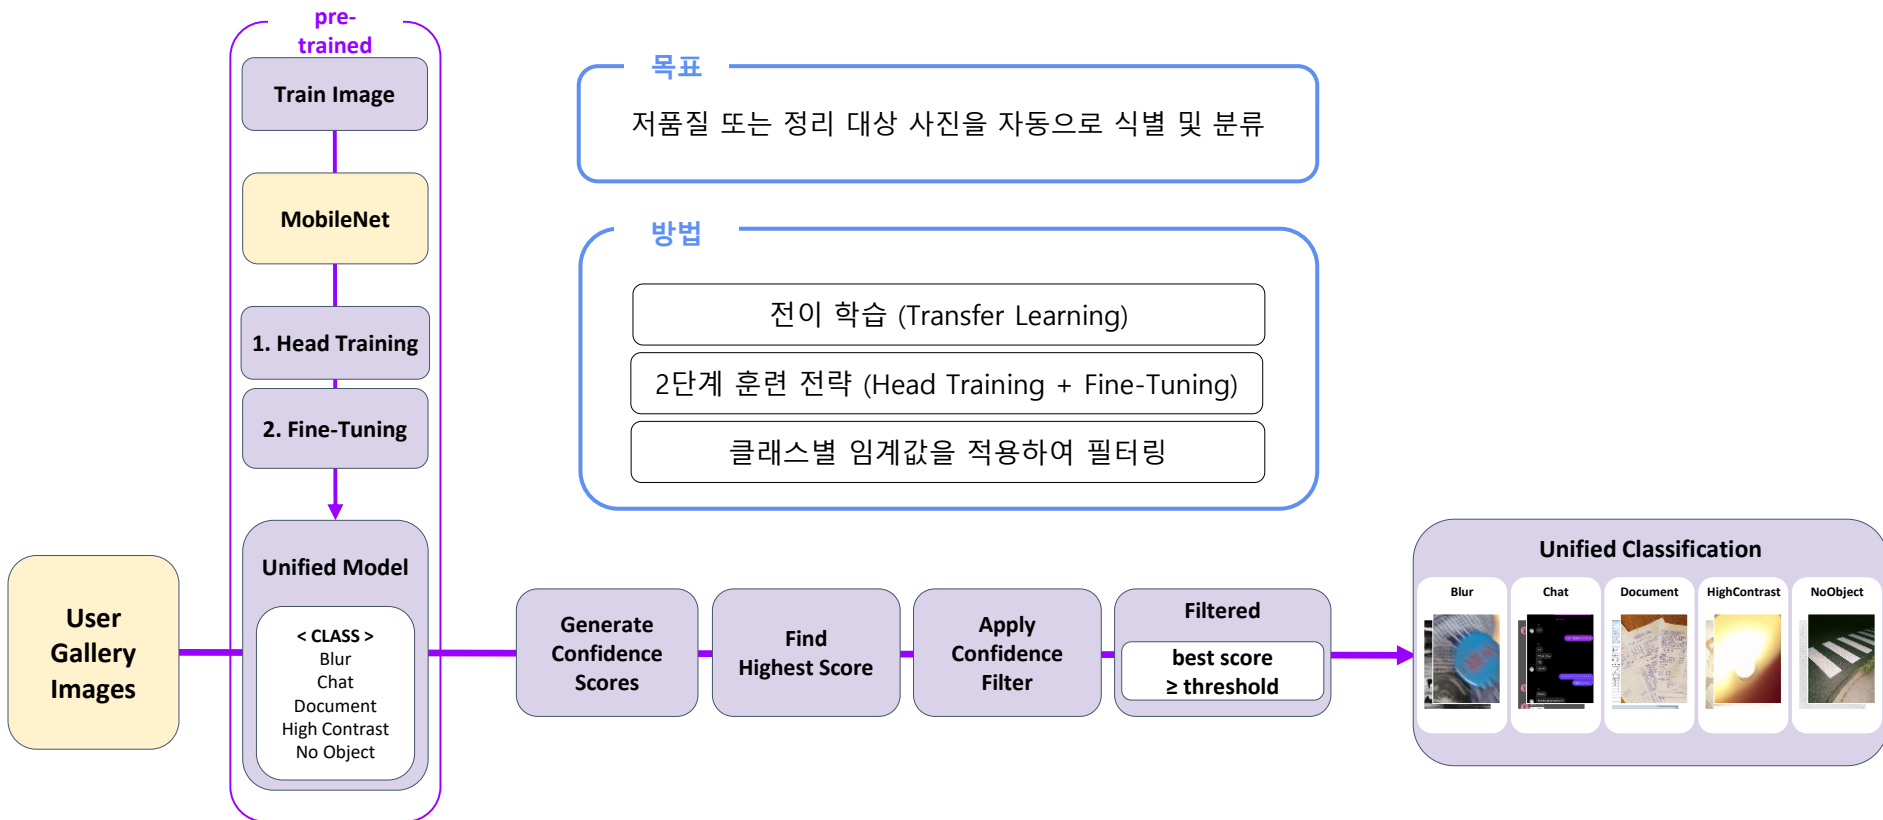 pre-
trained
Train Image
MobileNet
1. Head Training
2. Fine-Tuning
목표
저품질 또는 정리 대상 사진을 자동으로 식별 및 분류
방법
전이 학습 (Transfer Learning)
2단계 훈련 전략 (Head Training + Fine-Tuning)
클래스별 임계값을 적용하여 필터링
User
Gallery
Images
Unified Model
< CLASS >
Blur
Chat
Document
High Contrast
No Object
Generate
Confidence
Scores
Find
Highest Score
Apply
Confidence
Filter
Filtered
best score
≥ threshold
Unified Classification
Blur
Chat
Document
HighContrast
NoObject